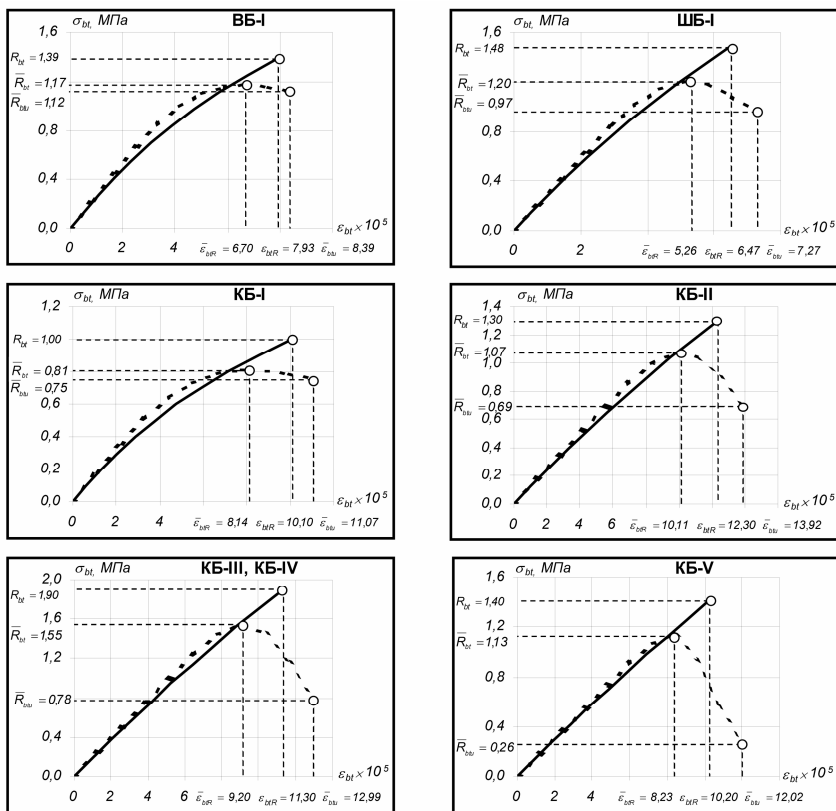 σbt, МПа ВБ-I
1,6
Rbt =1,39
R̅bt =1,17
R̅btu =1,12
0,8
0,4
0,0
εbt×10⁵
0 2 4 ε̅btR = 6,70 εbtR = 7,93 ε̅btu = 8,39
σbt, МПа ШБ-I
1,6
Rbt =1,48
R̅bt =1,20
R̅btu =0,97
0,8
0,4
0,0
εbt×10⁵
0 2 ε̅btR = 5,26 εbtR = 6,47 ε̅btu = 7,27
σbt, МПа КБ-I
1,2
Rbt =1,00
R̅bt =0,81
R̅btu =0,75
0,6
0,4
0,2
0,0
εbt×10⁵
0 2 4 6 ε̅btR = 8,14 εbtR = 10,10 ε̅btu = 11,07
σbt, МПа КБ-II
1,4
Rbt =1,30
1,2
R̅bt =1,07
1,0
0,8
R̅btu =0,69
0,4
0,2
0,0
εbt×10⁵
0 2 4 6 ε̅btR = 10,11 εbtR = 12,30 ε̅btu = 13,92
σbt, МПа КБ-III, КБ-IV
2,0
Rbt =1,90
1,6
R̅bt =1,55
1,2
R̅btu =0,78
0,4
0,0
εbt×10⁵
0 2 4 6 ε̅btR = 9,20 εbtR = 11,30 ε̅btu = 12,99
σbt, МПа КБ-V
1,6
Rbt =1,40
1,2
R̅bt =1,13
0,8
0,4
R̅btu =0,26
0,0
εbt×10⁵
0 2 4 ε̅btR = 8,23 εbtR = 10,20 ε̅btu = 12,02